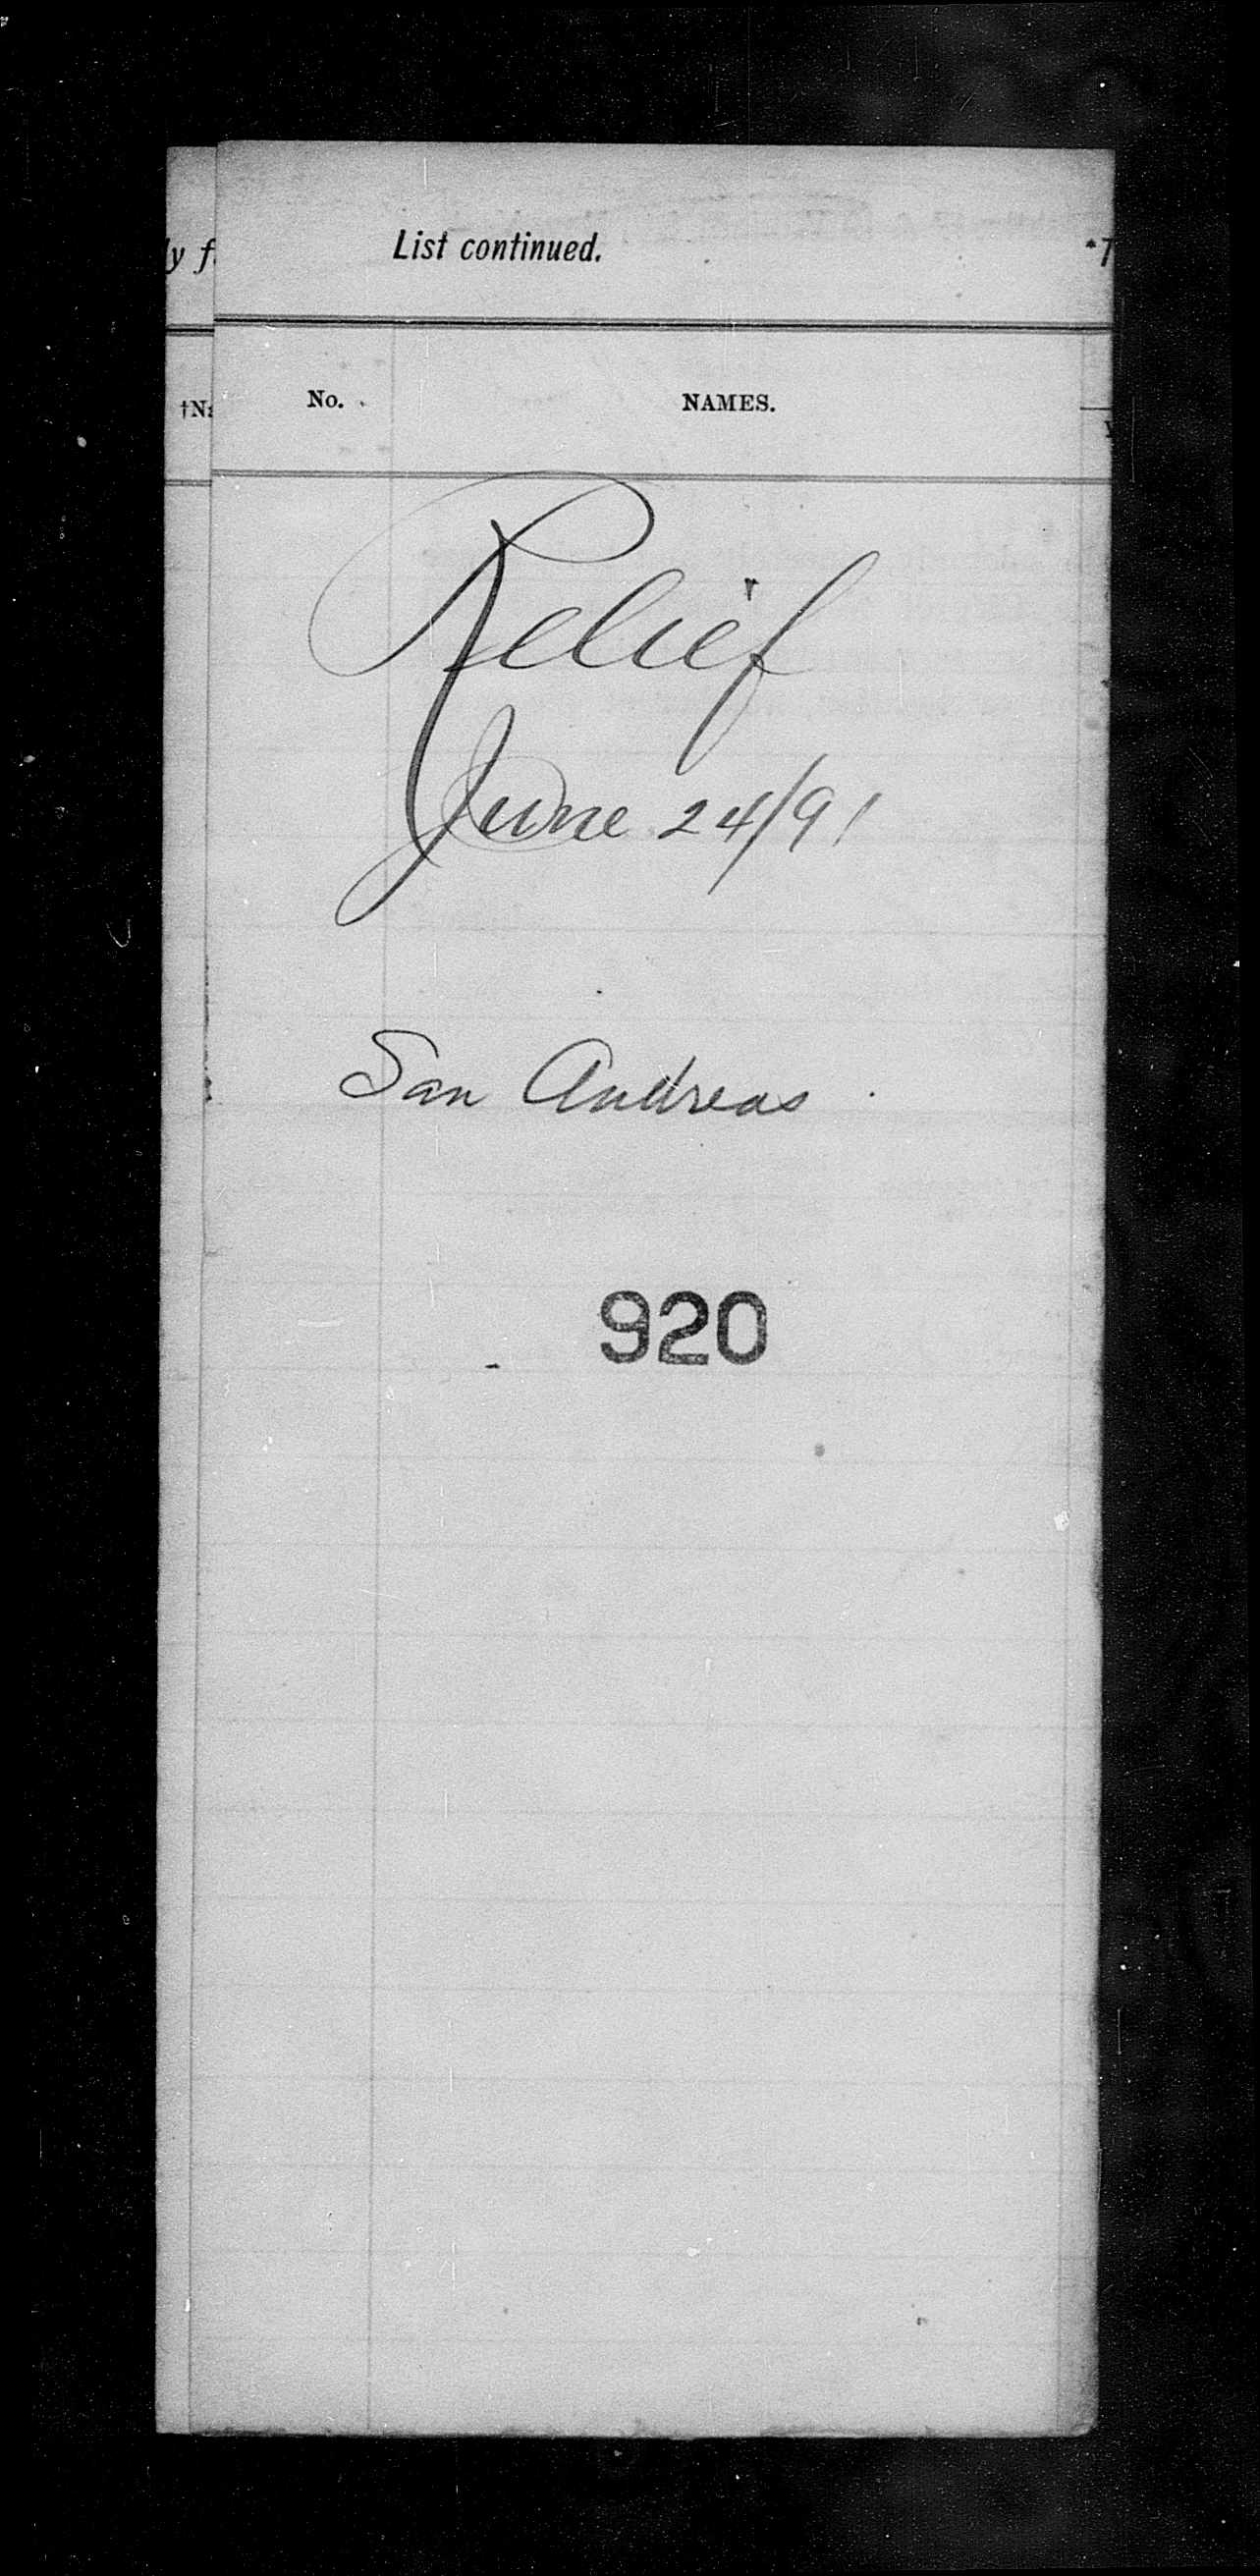 List continued.
No. NAMES.
Relief
June 24/91
San Andreas
920